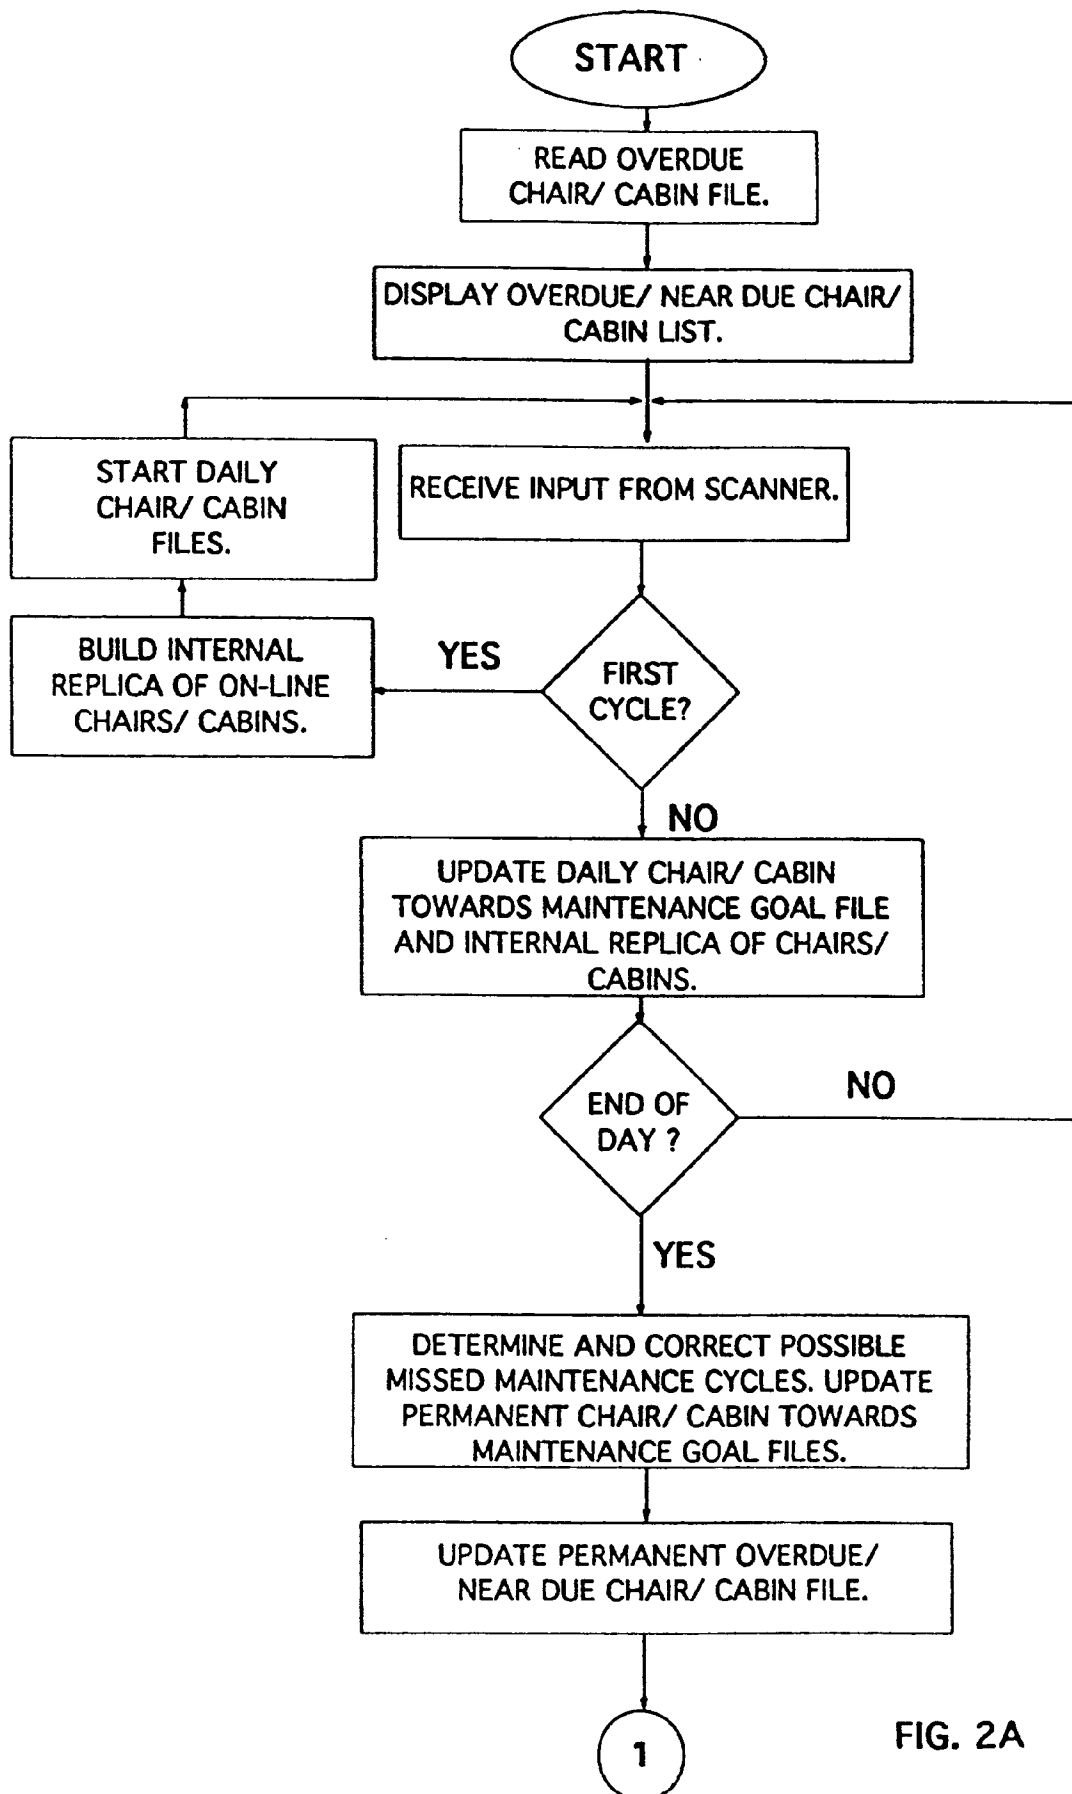 START
READ OVERDUE
CHAIR/ CABIN FILE.
DISPLAY OVERDUE/ NEAR DUE CHAIR/
CABIN LIST.
START DAILY
CHAIR/ CABIN
FILES.
RECEIVE INPUT FROM SCANNER.
BUILD INTERNAL
REPLICA OF ON-LINE
CHAIRS/ CABINS.
YES
FIRST
CYCLE?
NO
UPDATE DAILY CHAIR/ CABIN
TOWARDS MAINTENANCE GOAL FILE
AND INTERNAL REPLICA OF CHAIRS/
CABINS.
END OF
DAY ?
NO
YES
DETERMINE AND CORRECT POSSIBLE
MISSED MAINTENANCE CYCLES. UPDATE
PERMANENT CHAIR/ CABIN TOWARDS
MAINTENANCE GOAL FILES.
UPDATE PERMANENT OVERDUE/
NEAR DUE CHAIR/ CABIN FILE.
1
FIG. 2A